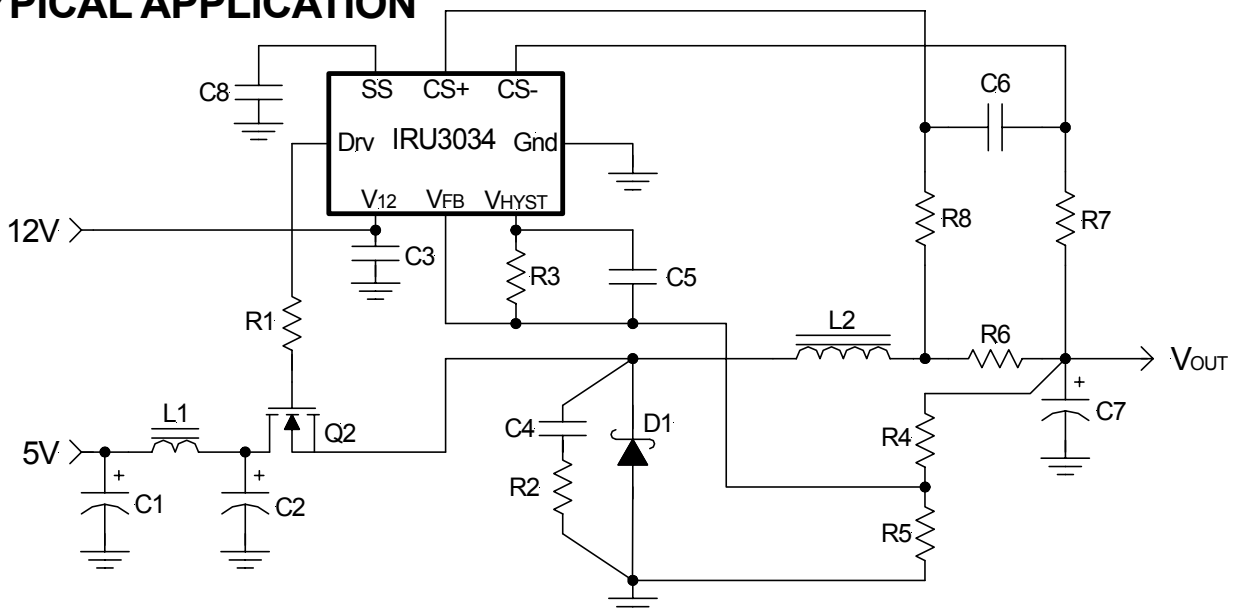 TYPICAL APPLICATION
C8
SS
CS+
CS-
C6
Drv
IRU3034
Gnd
V12
VFB
VHYST
R8
R7
12V
C3
R3
C5
R1
L2
R6
VOUT
+
C7
L1
Q2
C4
D1
R4
5V
+
C1
+
C2
R2
R5